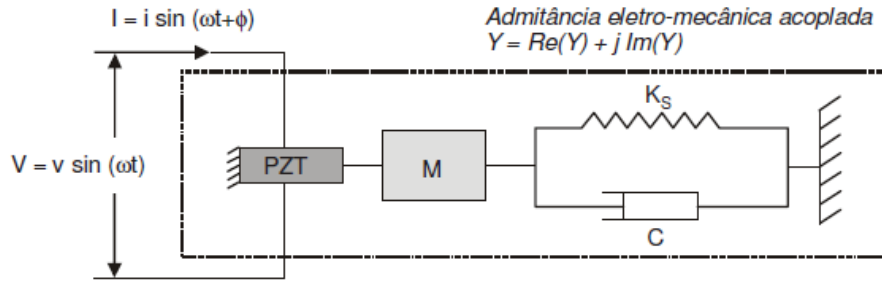 I = i sin (ωt+ϕ)
Admitância eletro-mecânica acoplada
Y = Re(Y) + j Im(Y)
K_S
V = v sin (ωt)
PZT
M
C